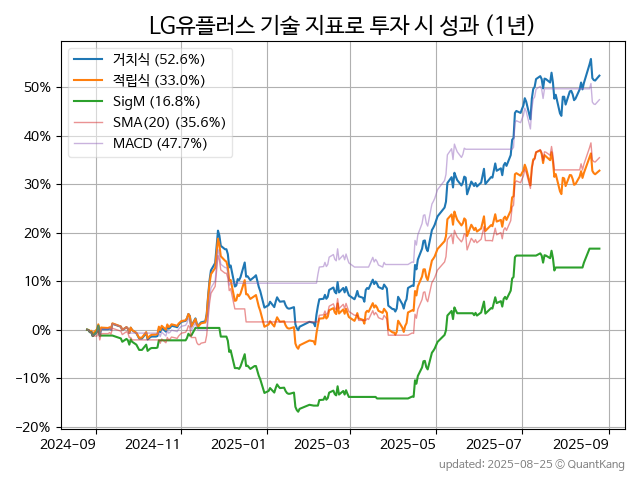 LG유플러스 기술 지표로 투자 시 성과 (1년)
거치식 (52.6%)
적립식 (33.0%)
SigM (16.8%)
SMA(20) (35.6%)
MACD (47.7%)
50%
40%
30%
20%
10%
0%
−10%
−20%
2024-09 2024-11 2025-01 2025-03 2025-05 2025-07 2025-09
updated: 2025-08-25 © QuantKang